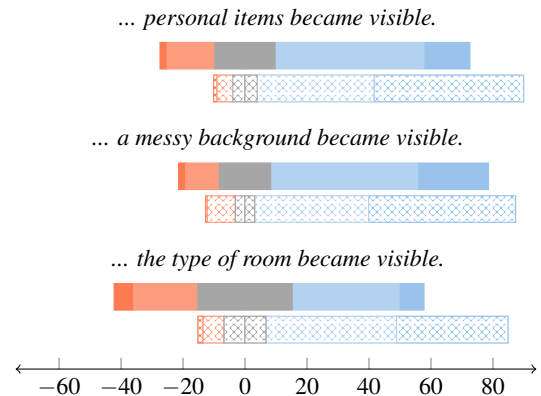 ... personal items became visible.
... a messy background became visible.
... the type of room became visible.
−60 −40 −20 0 20 40 60 80